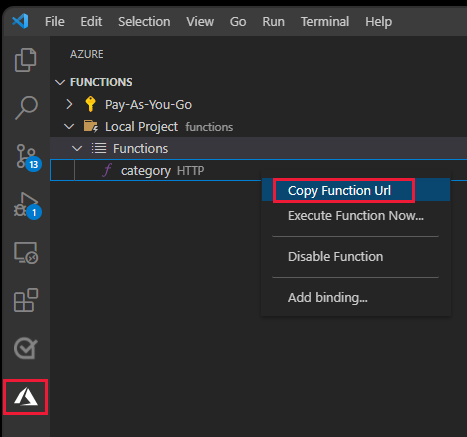 File Edit Selection View Go Run Terminal Help
AZURE
FUNCTIONS
Pay-As-You-Go
Local Project functions
Functions
category HTTP
Copy Function Url
Execute Function Now...
Disable Function
Add binding...
13
1